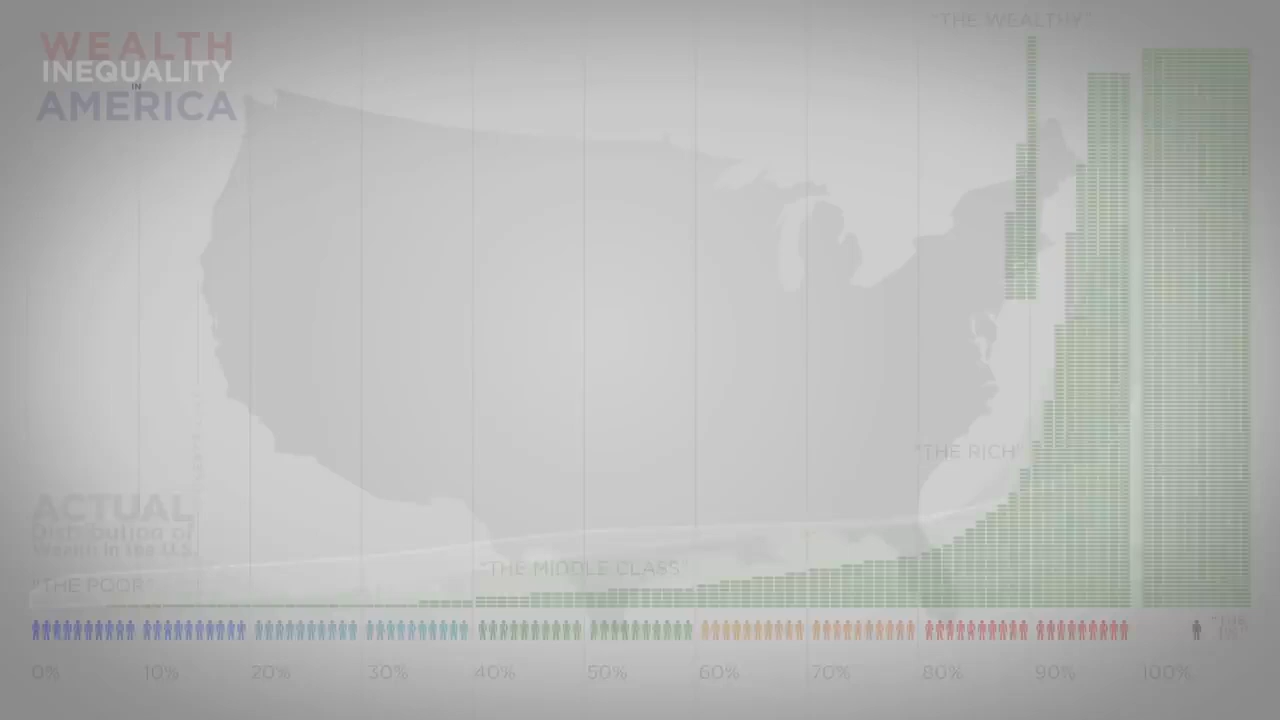 "THE WEALTHY"
WEALTH
INEQUALITY
IN
AMERICA
"THE RICH"
ACTUAL
Distribution of
Wealth in the U.S.
"THE MIDDLE CLASS"
"THE POOR"
0% 10% 20% 30% 40% 50% 60% 70% 80% 90% 100%